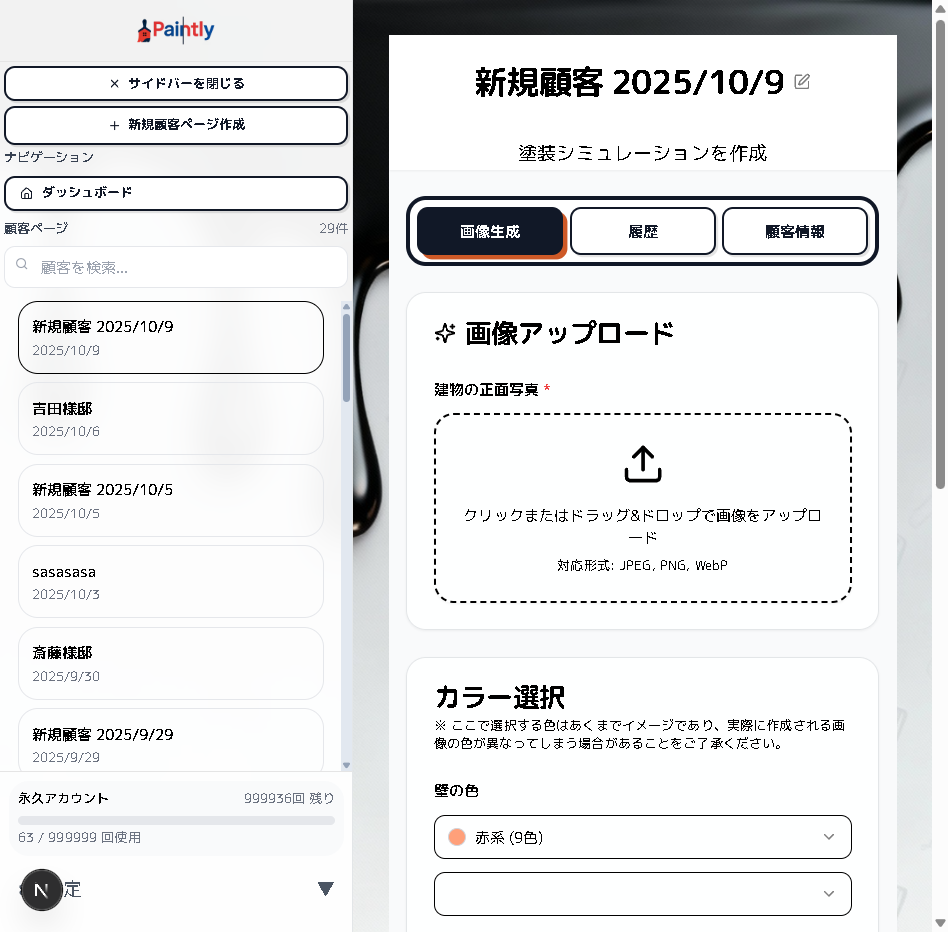 Paintly
× サイドバーを閉じる
+ 新規顧客ページ作成
ナビゲーション
ダッシュボード
顧客ページ 29件
顧客を検索...
新規顧客 2025/10/9
2025/10/9
吉田様邸
2025/10/6
新規顧客 2025/10/5
2025/10/5
sasasasa
2025/10/3
斎藤様邸
2025/9/30
新規顧客 2025/9/29
2025/9/29
永久アカウント 999936回 残り
63 / 999999 回使用
N 定 ▼
新規顧客 2025/10/9
塗装シミュレーションを作成
画像生成 履歴 顧客情報
画像アップロード
建物の正面写真 *
クリックまたはドラッグ&ドロップで画像をアップロ
ード
対応形式: JPEG, PNG, WebP
カラー選択
※ ここで選択する色はあくまでイメージであり、実際に作成される画
像の色が異なってしまう場合があることをご了承ください。
壁の色
赤系 (9色)